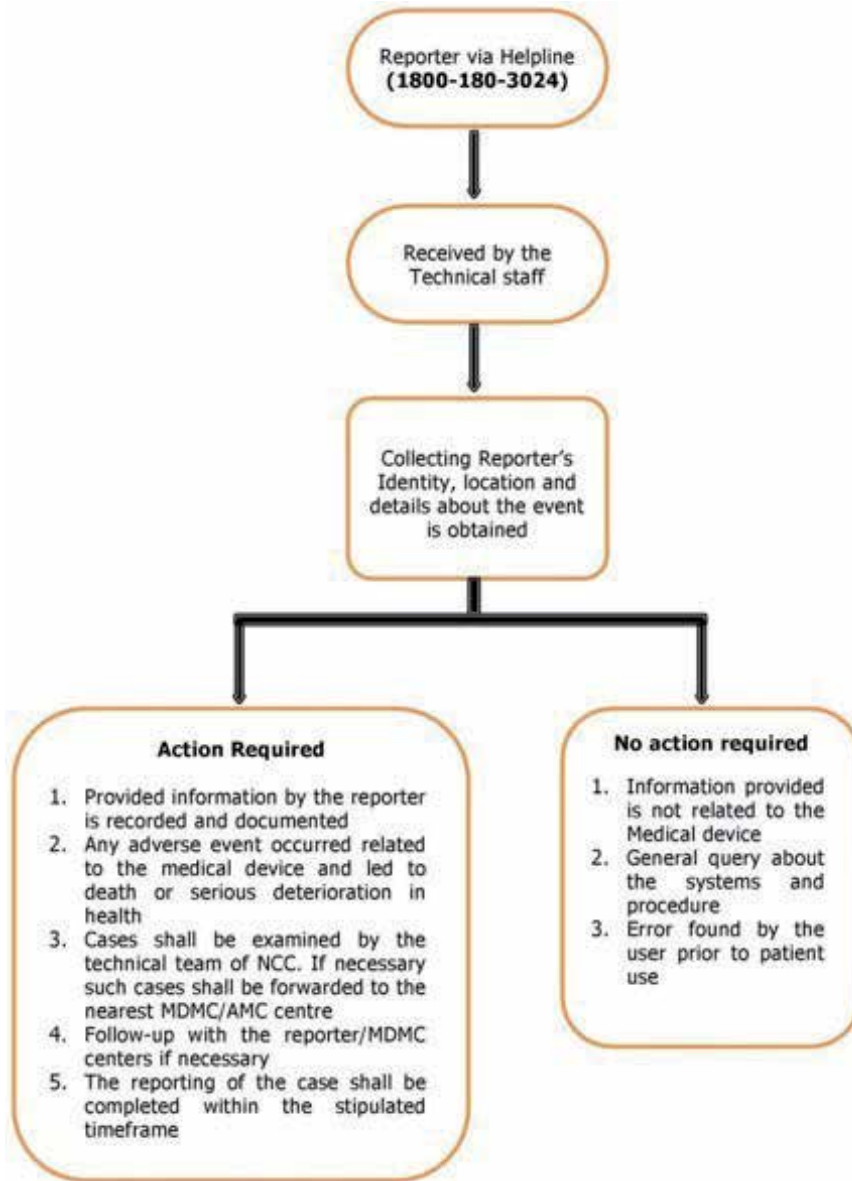 Reporter via Helpline
(1800-180-3024)
Received by the
Technical staff
Collecting Reporter's
Identity, location and
details about the event
is obtained
Action Required
1. Provided information by the reporter
is recorded and documented
2. Any adverse event occurred related
to the medical device and led to
death or serious deterioration in
health
3. Cases shall be examined by the
technical team of NCC. If necessary
such cases shall be forwarded to the
nearest MDMC/AMC centre
4. Follow-up with the reporter/MDMC
centers if necessary
5. The reporting of the case shall be
completed within the stipulated
timeframe
No action required
1. Information provided
is not related to the
Medical device
2. General query about
the systems and
procedure
3. Error found by the
user prior to patient
use